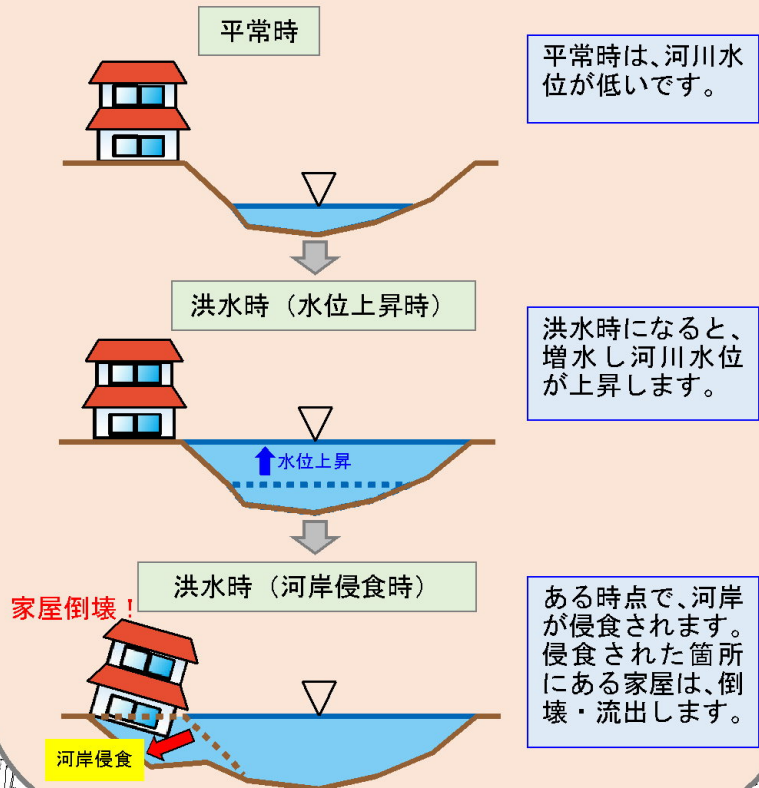 平常時
平常時は、河川水
位が低いです。
洪水時（水位上昇時）
洪水時になると、
増水し河川水位
が上昇します。
水位上昇
洪水時（河岸侵食時）
家屋倒壊！
ある時点で、河岸
が侵食されます。
侵食された箇所
にある家屋は、倒
壊・流出します。
河岸侵食